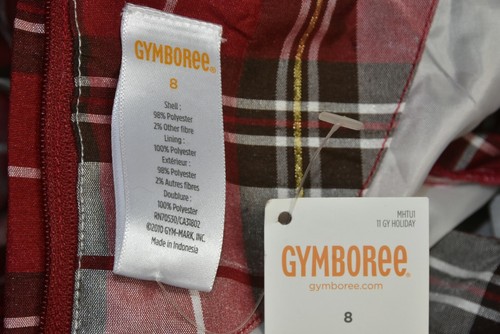 GYMBOREE®
8
Shell :
98% Polyester
2% Other fibre
Lining :
100% Polyester
Extérieur :
98% Polyester
2% Autres fibres
Doublure :
100% Polyester
RN70550/CA31802
©2010 GYM-MARK, INC.
Made in Indonesia
MHTU1
11 GY HOLIDAY
GYMBOREE®
gymboree.com
8